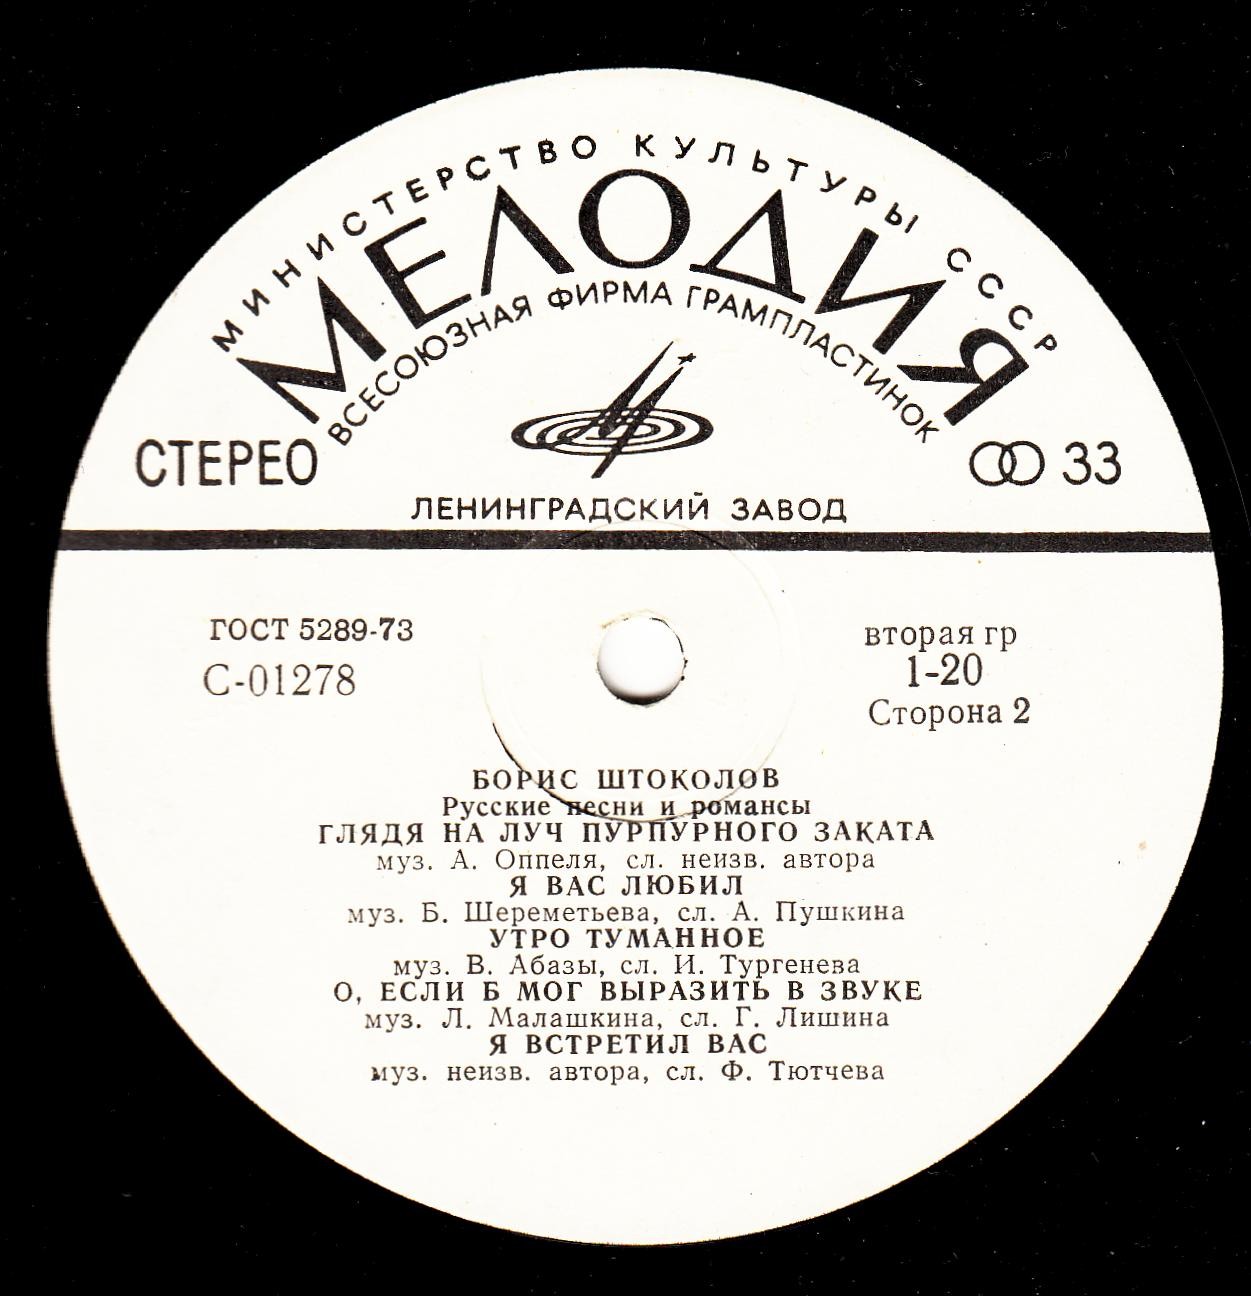 МИНИСТЕРСТВО КУЛЬТУРЫ СССР
МЕЛОДИЯ
ВСЕСОЮЗНАЯ ФИРМА ГРАМПЛАСТИНОК
СТЕРЕО
33
ЛЕНИНГРАДСКИЙ ЗАВОД
ГОСТ 5289-73
С-01278
вторая гр
1-20
Сторона 2
БОРИС ШТОКОЛОВ
Русские песни и романсы
ГЛЯДЯ НА ЛУЧ ПУРПУРНОГО ЗАКАТА
муз. А. Оппеля, сл. неизв. автора
Я ВАС ЛЮБИЛ
муз. Б. Шереметьева, сл. А. Пушкина
УТРО ТУМАННОЕ
муз. В. Абазы, сл. И. Тургенева
О, ЕСЛИ Б МОГ ВЫРАЗИТЬ В ЗВУКЕ
муз. Л. Малашкина, сл. Г. Лишина
Я ВСТРЕТИЛ ВАС
муз. неизв. автора, сл. Ф. Тютчева